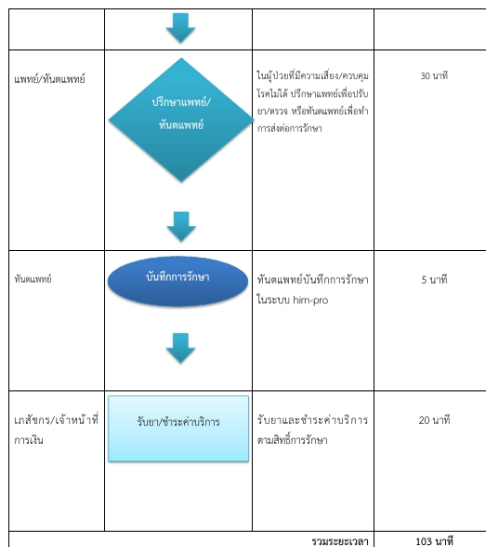 แพทย์/ทันตแพทย์
ปรึกษาแพทย์/
ทันตแพทย์
ในผู้ป่วยที่มีความเสี่ยง/ควบคุม
โรคไม่ได้ ปรึกษาแพทย์เพื่อปรับ
ยา/ตรวจ หรือทันตแพทย์เพื่อทำ
การส่งต่อการรักษา
30 นาที
ทันตแพทย์
บันทึกการรักษา
ทันตแพทย์บันทึกการรักษา
ในระบบ him-pro
5 นาที
เภสัชกร/เจ้าหน้าที่
การเงิน
รับยา/ชำระค่าบริการ
รับยาและชำระค่าบริการ
ตามสิทธิ์การรักษา
20 นาที
รวมระยะเวลา
103 นาที